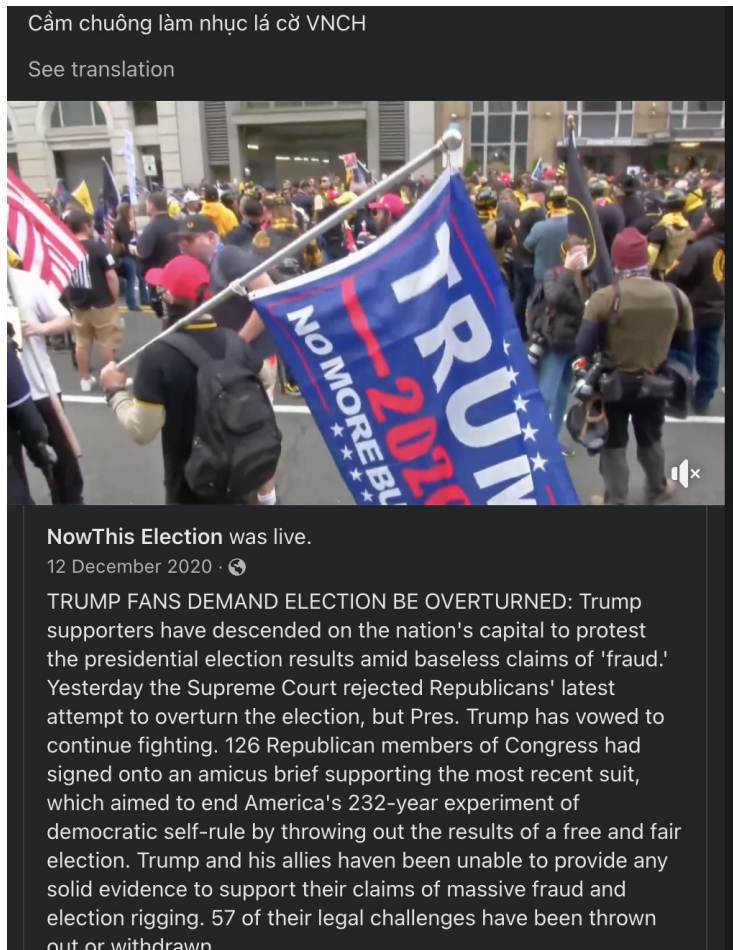 Cầm chuông làm nhục lá cờ VNCH
See translation
TRUM
2020
NO MORE BU
NowThis Election was live.
12 December 2020 ·
TRUMP FANS DEMAND ELECTION BE OVERTURNED: Trump
supporters have descended on the nation's capital to protest
the presidential election results amid baseless claims of 'fraud.'
Yesterday the Supreme Court rejected Republicans' latest
attempt to overturn the election, but Pres. Trump has vowed to
continue fighting. 126 Republican members of Congress had
signed onto an amicus brief supporting the most recent suit,
which aimed to end America's 232-year experiment of
democratic self-rule by throwing out the results of a free and fair
election. Trump and his allies haven been unable to provide any
solid evidence to support their claims of massive fraud and
election rigging. 57 of their legal challenges have been thrown
out or withdrawn